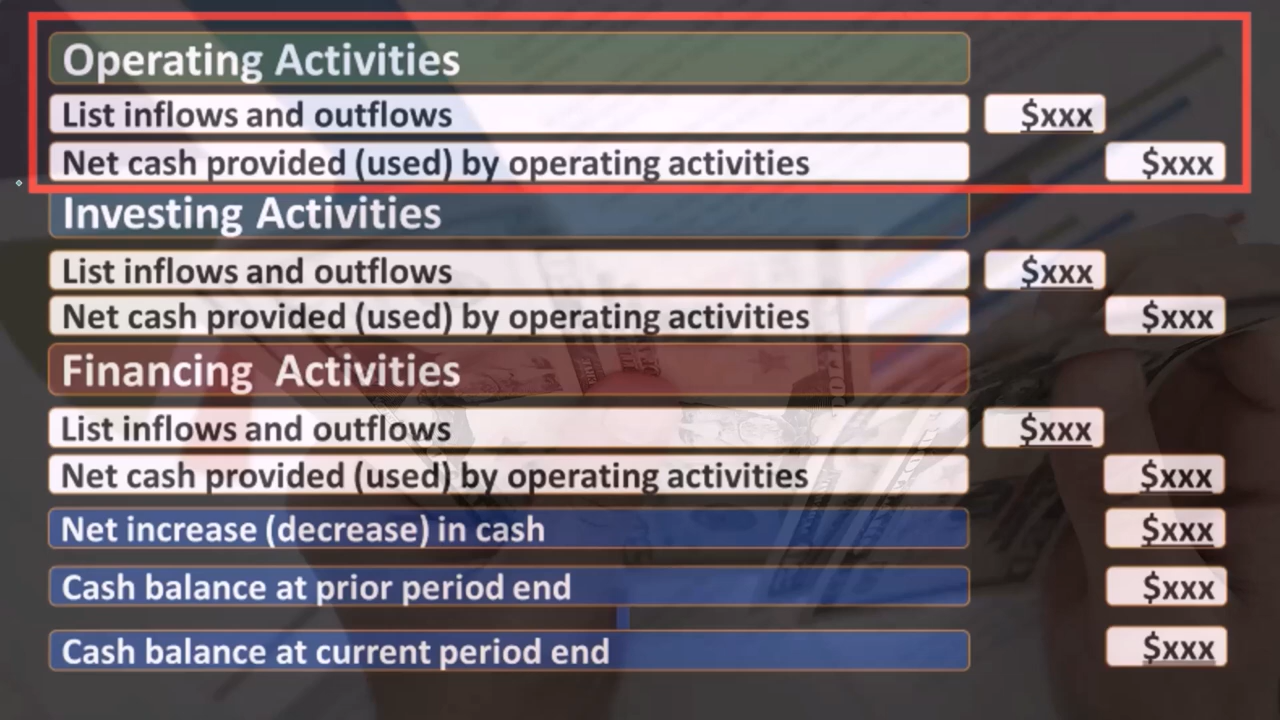 Operating Activities
List inflows and outflows $xxx
Net cash provided (used) by operating activities $xxx
Investing Activities
List inflows and outflows $xxx
Net cash provided (used) by operating activities $xxx
Financing Activities
List inflows and outflows $xxx
Net cash provided (used) by operating activities $xxx
Net increase (decrease) in cash $xxx
Cash balance at prior period end $xxx
Cash balance at current period end $xxx